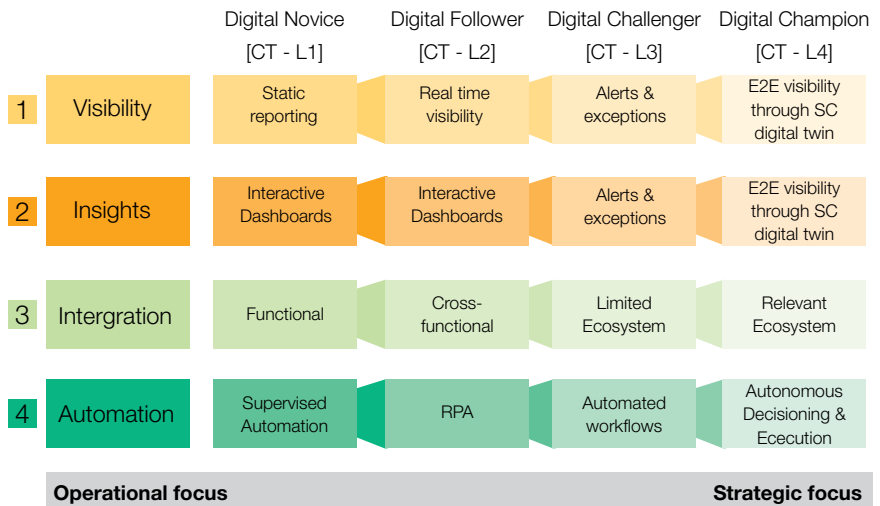 Digital Novice
[CT - L1]
Digital Follower
[CT - L2]
Digital Challenger
[CT - L3]
Digital Champion
[CT - L4]
1
Visibility
Static
reporting
Real time
visibility
Alerts &
exceptions
E2E visibility
through SC
digital twin
2
Insights
Interactive
Dashboards
Interactive
Dashboards
Alerts &
exceptions
E2E visibility
through SC
digital twin
3
Intergration
Functional
Cross-
functional
Limited
Ecosystem
Relevant
Ecosystem
4
Automation
Supervised
Automation
RPA
Automated
workflows
Autonomous
Decisioning &
Ececution
Operational focus
Strategic focus